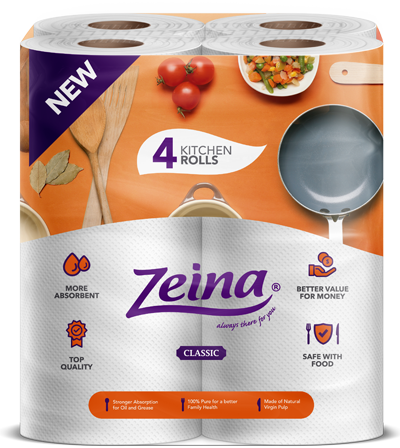 NEW
4 KITCHEN
ROLLS
MORE
ABSORBENT
Zeina®
always there for you
BETTER VALUE
FOR MONEY
TOP
QUALITY
CLASSIC
SAFE WITH
FOOD
Stronger Absorption
for Oil and Grease
100% Pure for a better
Family Health
Made of Natural
Virgin Pulp